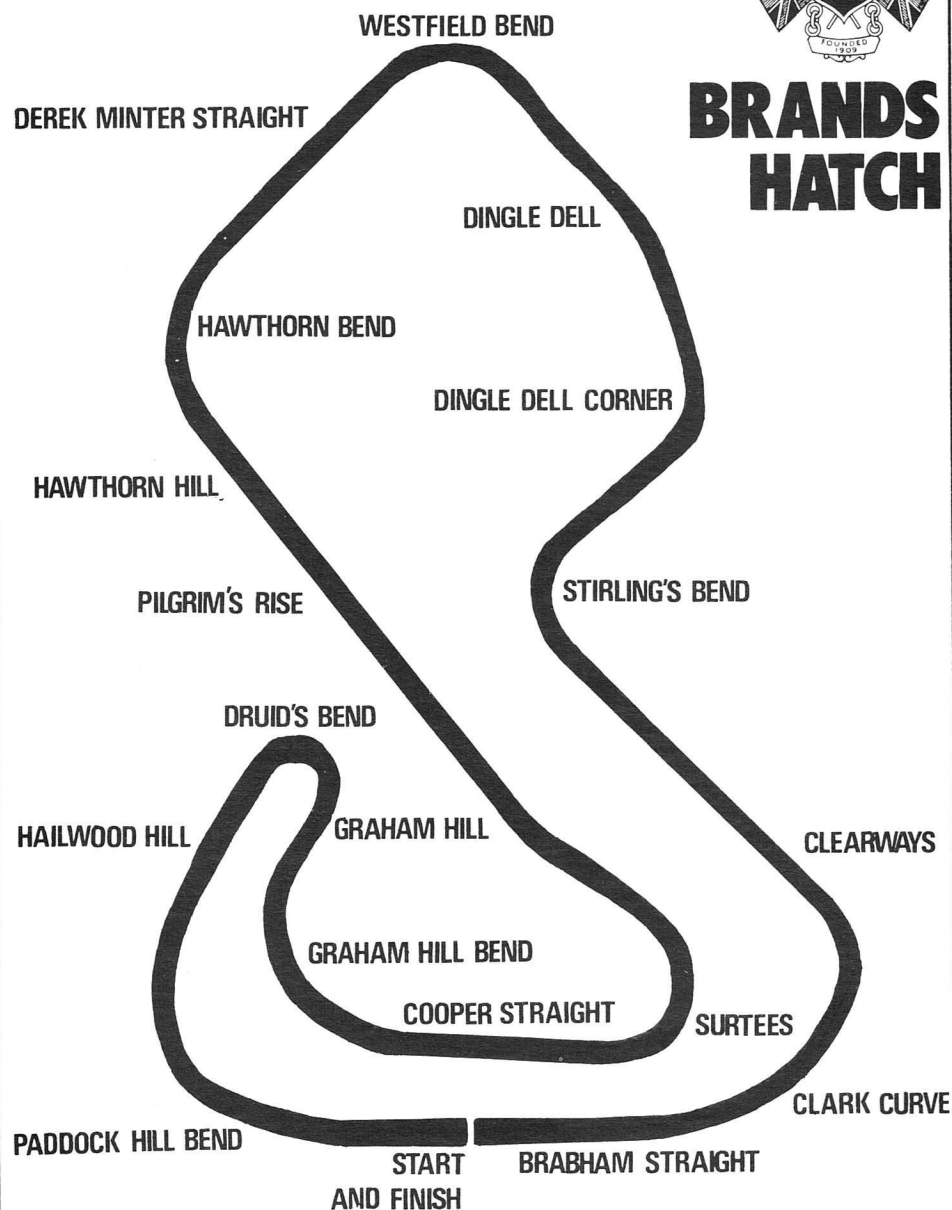 FOUNDED
1909
BRANDS
HATCH
WESTFIELD BEND
DEREK MINTER STRAIGHT
DINGLE DELL
HAWTHORN BEND
DINGLE DELL CORNER
HAWTHORN HILL
STIRLING'S BEND
PILGRIM'S RISE
DRUID'S BEND
HAILWOOD HILL
GRAHAM HILL
CLEARWAYS
GRAHAM HILL BEND
COOPER STRAIGHT
SURTEES
CLARK CURVE
PADDOCK HILL BEND
START
AND FINISH
BRABHAM STRAIGHT